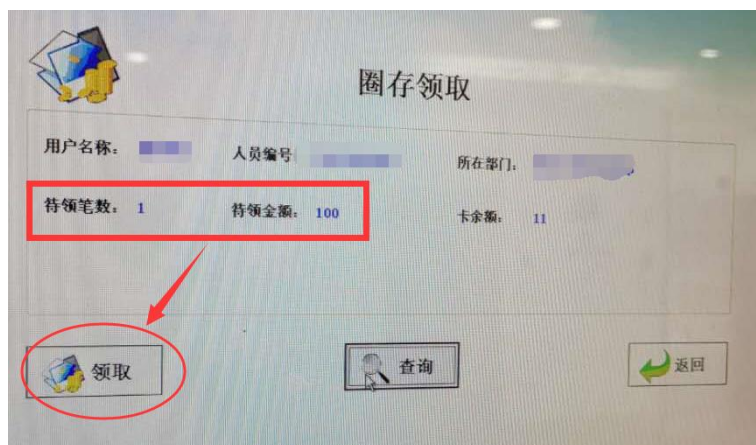 圈存领取
用户名称： 人员编号 所在部门：
待领笔数： 1 待领金额： 100 卡余额： 11
领取 查询 返回